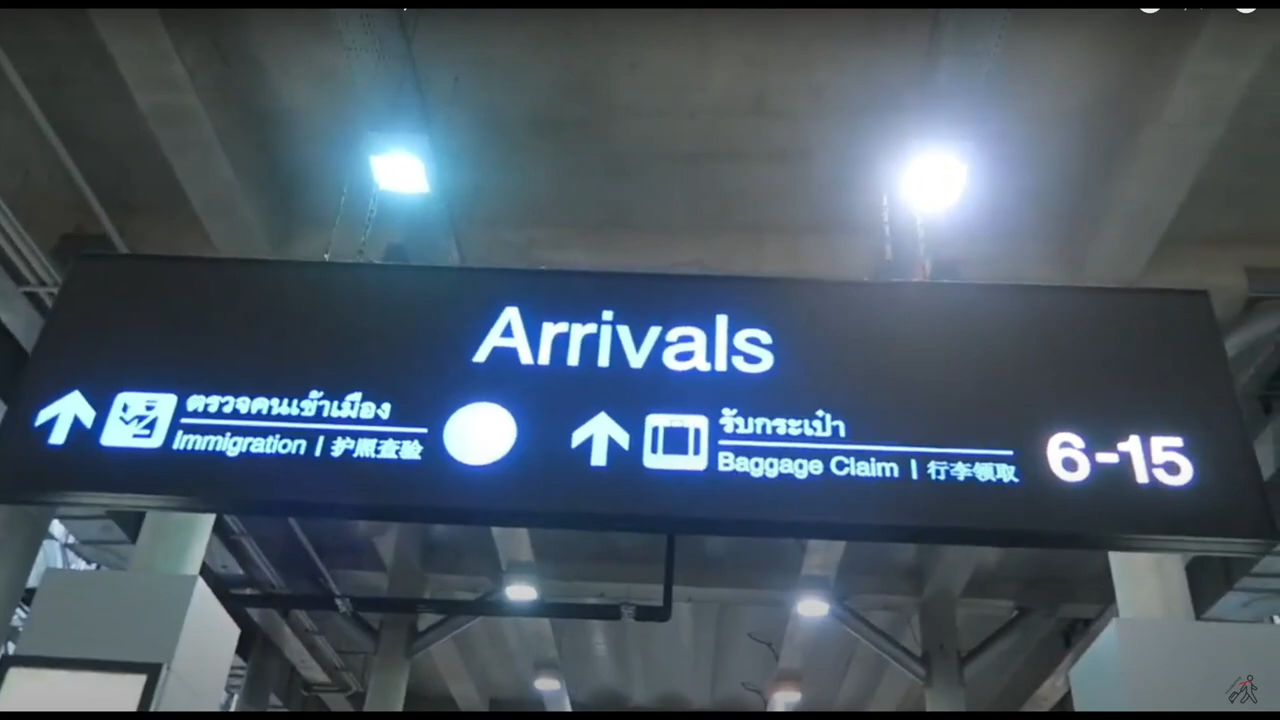 Arrivals
ตรวจคนเข้าเมือง
Immigration | 护照查验
รับกระเป๋า
Baggage Claim | 行李领取
6-15